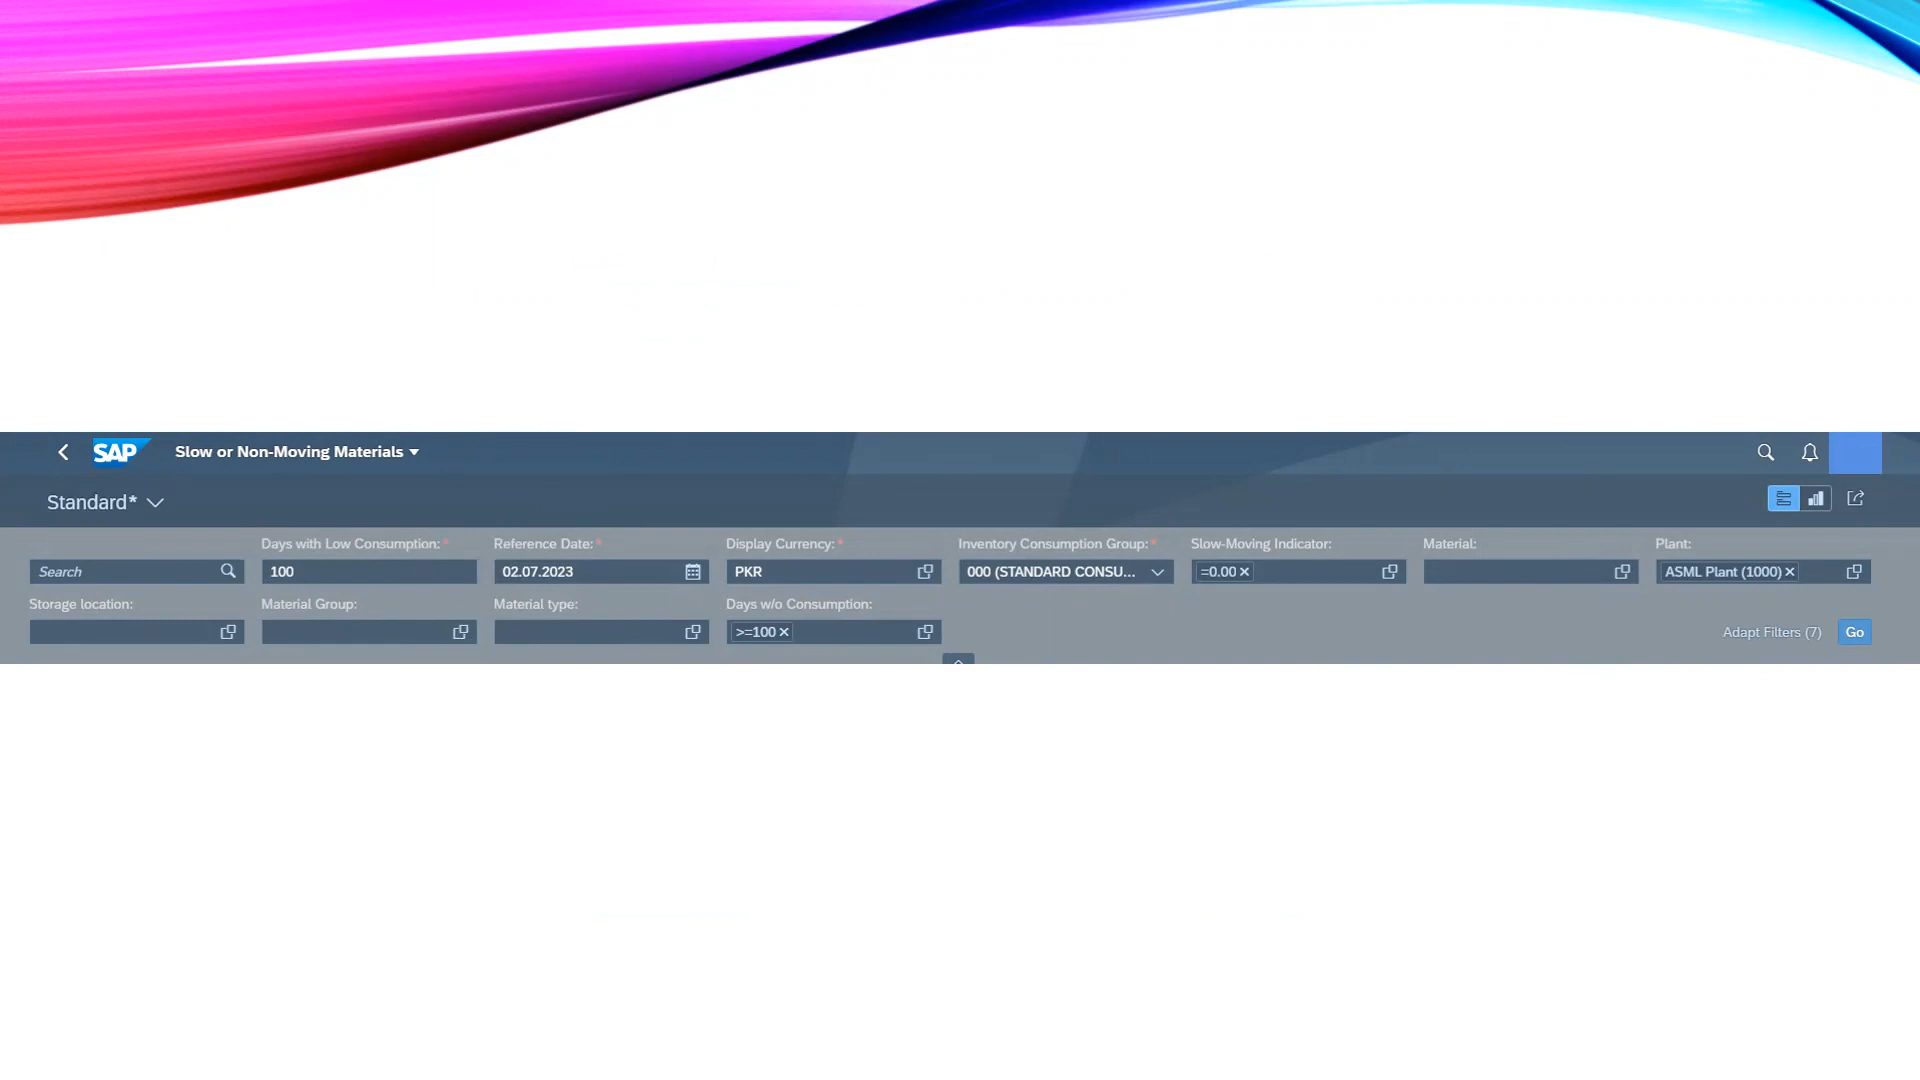 SAP Slow or Non-Moving Materials
Standard*
Days with Low Consumption:* Reference Date:* Display Currency:* Inventory Consumption Group:* Slow-Moving Indicator: Material: Plant:
Search 100 02.07.2023 PKR 000 (STANDARD CONSU... =0.00 ASML Plant (1000)
Storage location: Material Group: Material type: Days w/o Consumption:
>=100 Adapt Filters (7) Go